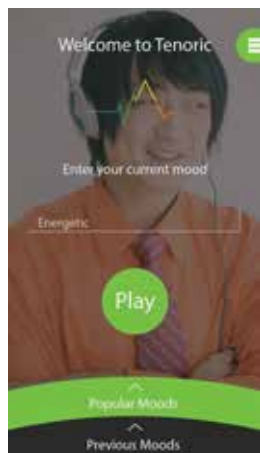 Welcome to Tenoric
Enter your current mood
Energetic
Play
Popular Moods
Previous Moods